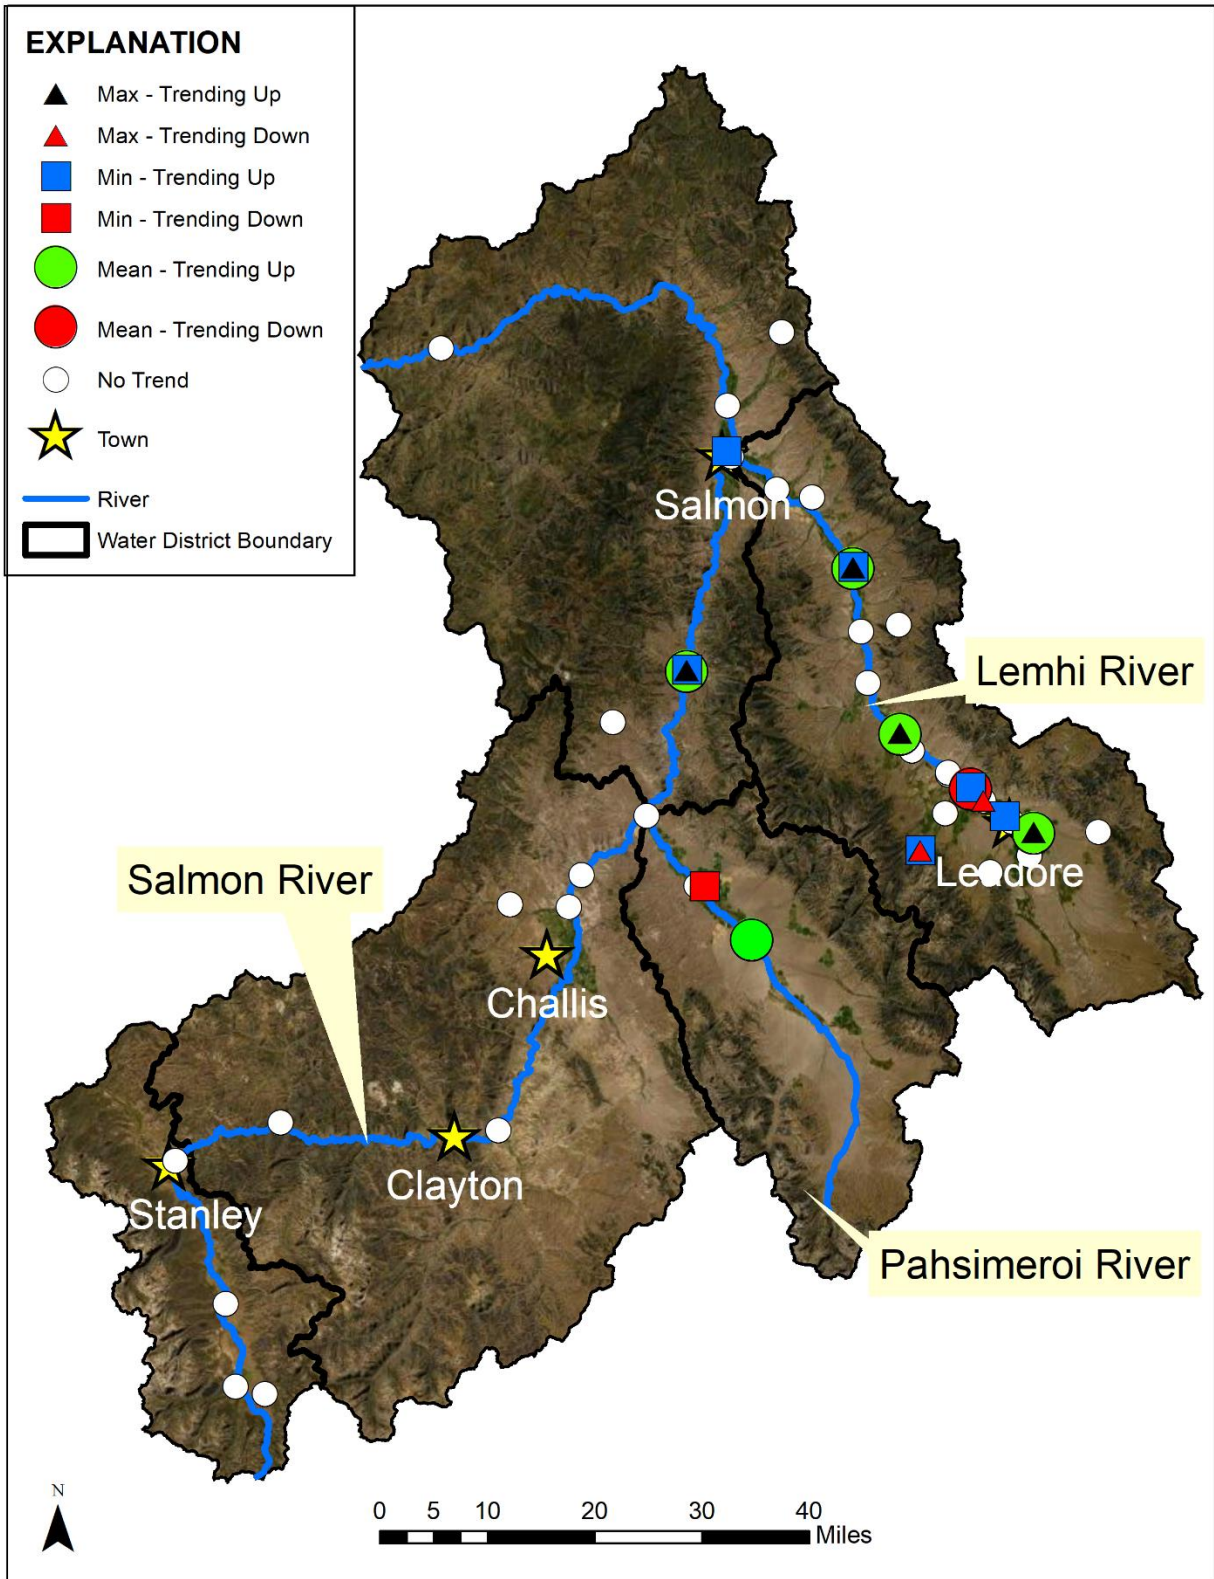 EXPLANATION
Max - Trending Up
Max - Trending Down
Min - Trending Up
Min - Trending Down
Mean - Trending Up
Mean - Trending Down
No Trend
Town
River
Water District Boundary
Salmon
Lemhi River
Leadore
Salmon River
Challis
Clayton
Stanley
Pahsimeroi River
N
0 5 10 20 30 40
Miles